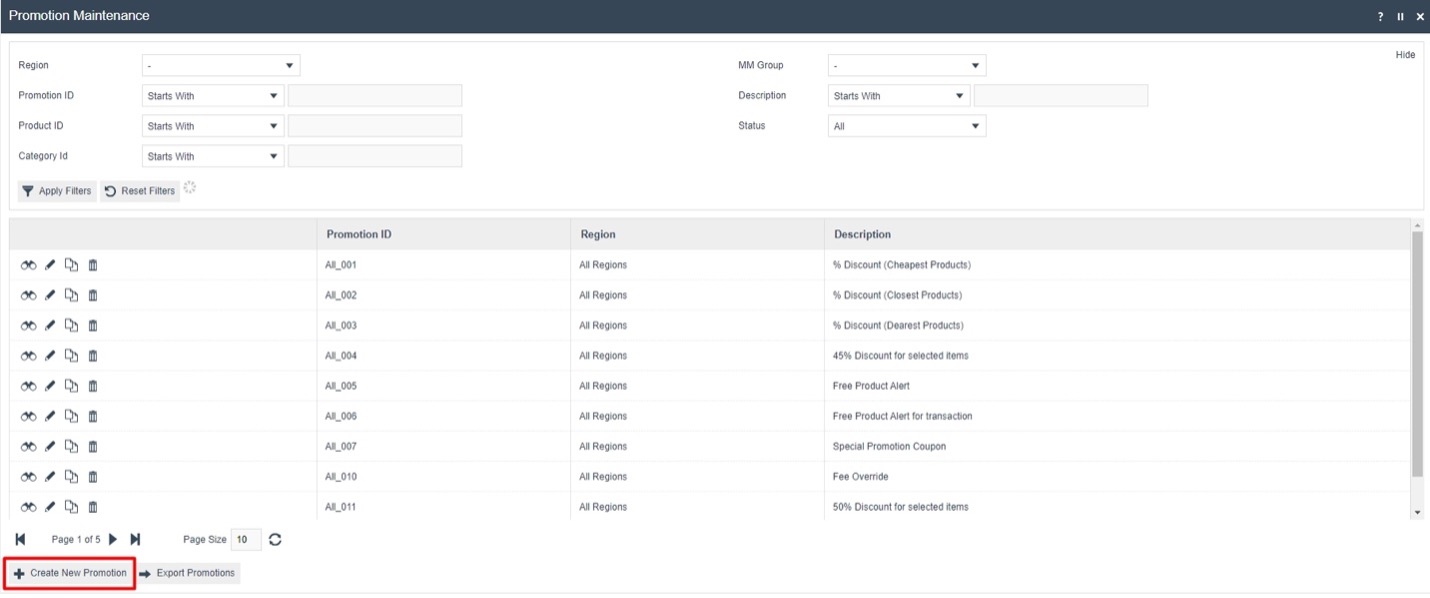 Promotion Maintenance ?
Hide
Region - MM Group -
Promotion ID Starts With Description Starts With
Product ID Starts With Status All
Category Id Starts With
Apply Filters Reset Filters
Promotion ID Region Description
All_001 All Regions % Discount (Cheapest Products)
All_002 All Regions % Discount (Closest Products)
All_003 All Regions % Discount (Dearest Products)
All_004 All Regions 45% Discount for selected items
All_005 All Regions Free Product Alert
All_006 All Regions Free Product Alert for transaction
All_007 All Regions Special Promotion Coupon
All_010 All Regions Fee Override
All_011 All Regions 50% Discount for selected items
Page 1 of 5 Page Size 10
Create New Promotion Export Promotions